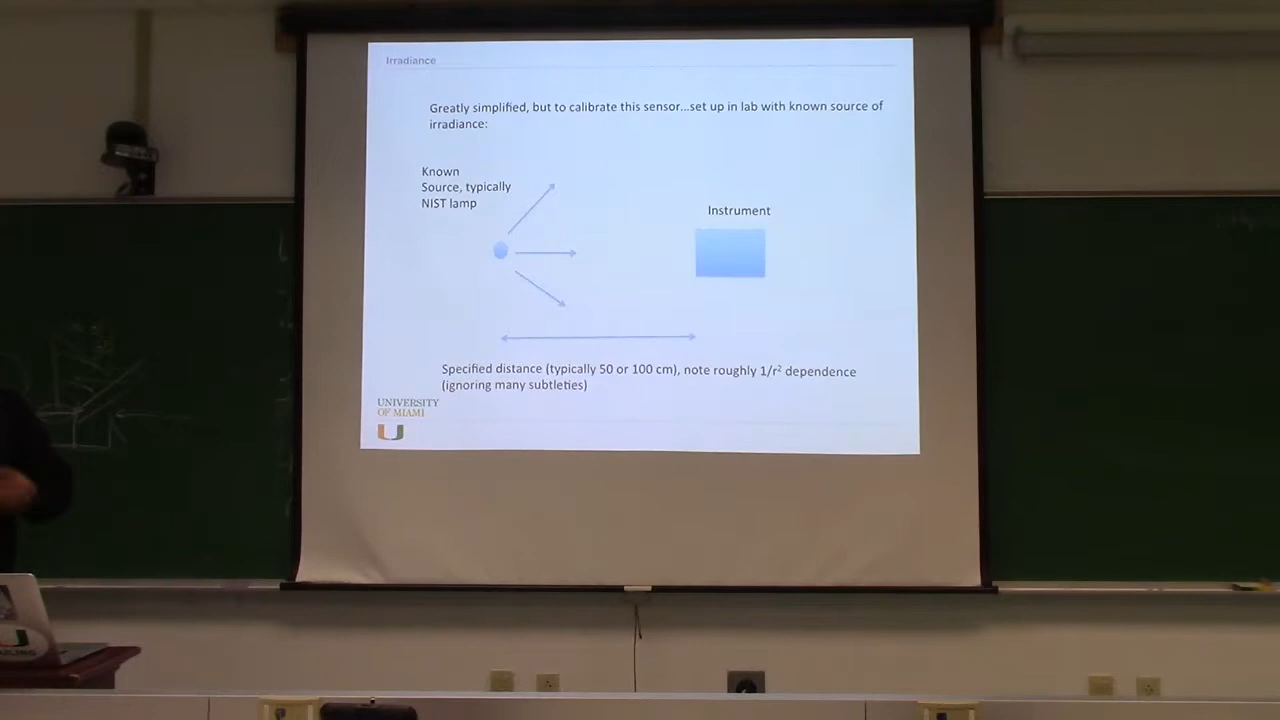 Irradiance
Greatly simplified, but to calibrate this sensor...set up in lab with known source of
irradiance:
Known
Source, typically
NIST lamp
Instrument
Specified distance (typically 50 or 100 cm), note roughly 1/r² dependence
(ignoring many subtleties)
UNIVERSITY
OF MIAMI